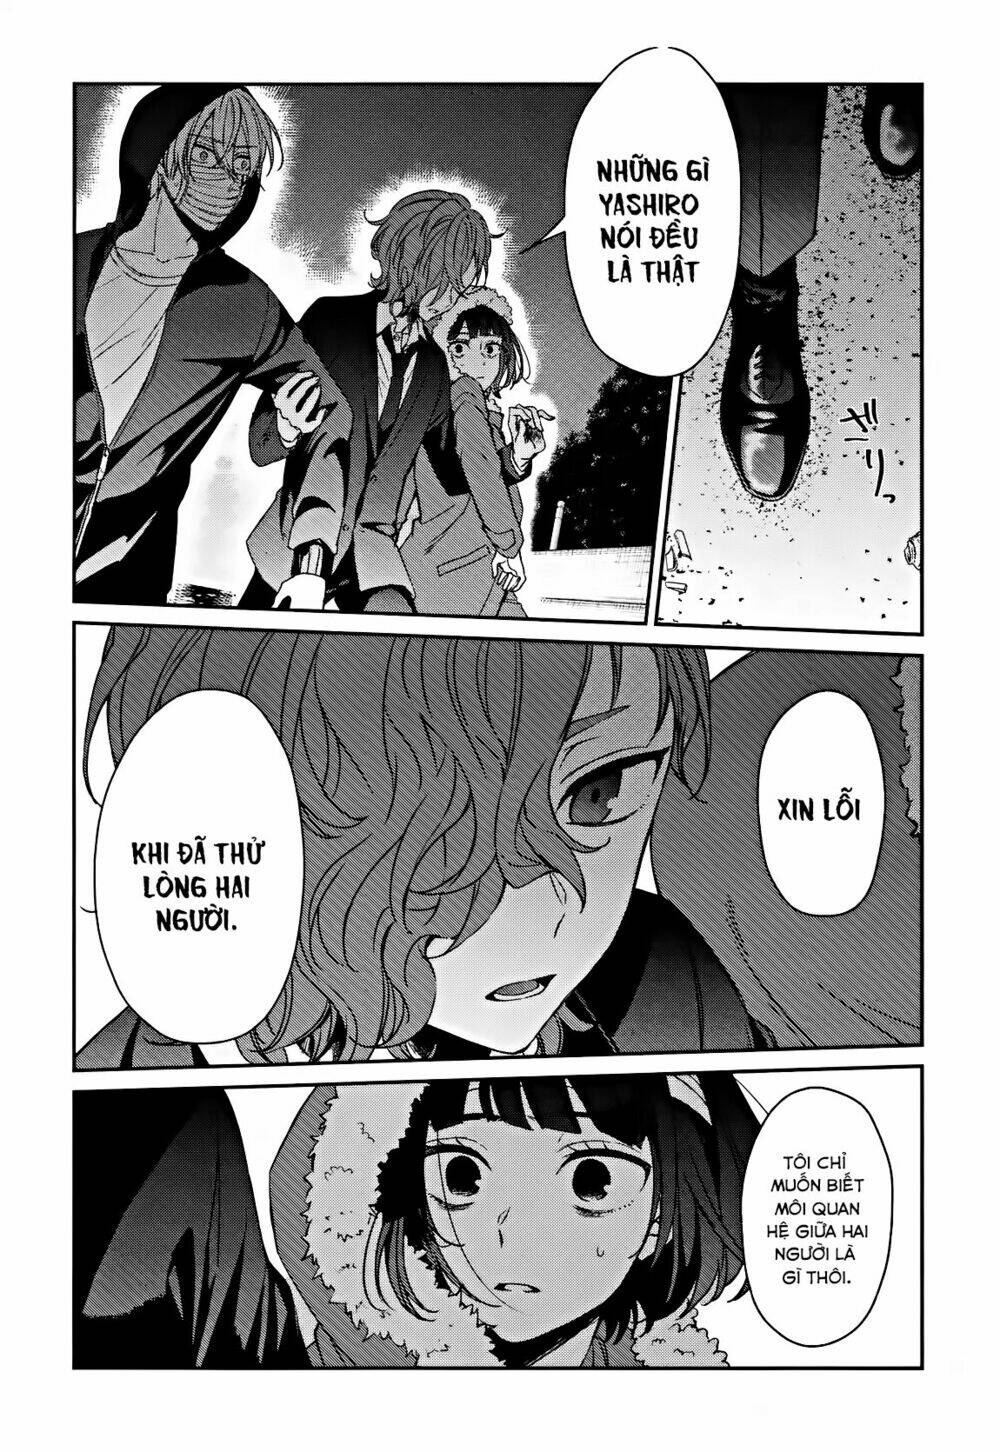 NHỮNG GÌ
YASHIRO
NÓI ĐỀU
LÀ THẬT
XIN LỖI
KHI ĐÃ THỬ
LÒNG HAI
NGƯỜI.
TÔI CHỈ
MUỐN BIẾT
MÔI QUAN
HỆ GIỮA HAI
NGƯỜI LÀ
GÌ THÔI.